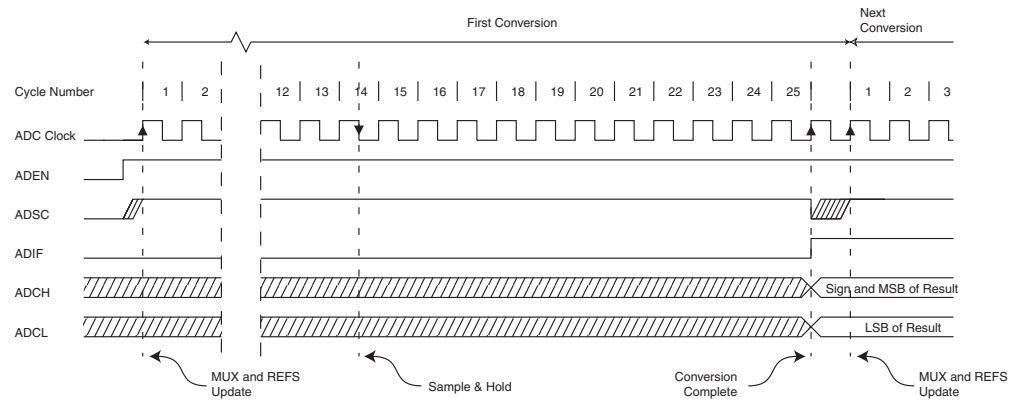 First Conversion
Next
Conversion
Cycle Number 1 2 12 13 14 15 16 17 18 19 20 21 22 23 24 25 1 2 3
ADC Clock
ADEN
ADSC
ADIF
ADCH Sign and MSB of Result
ADCL LSB of Result
MUX and REFS
Update
Sample & Hold
Conversion
Complete
MUX and REFS
Update